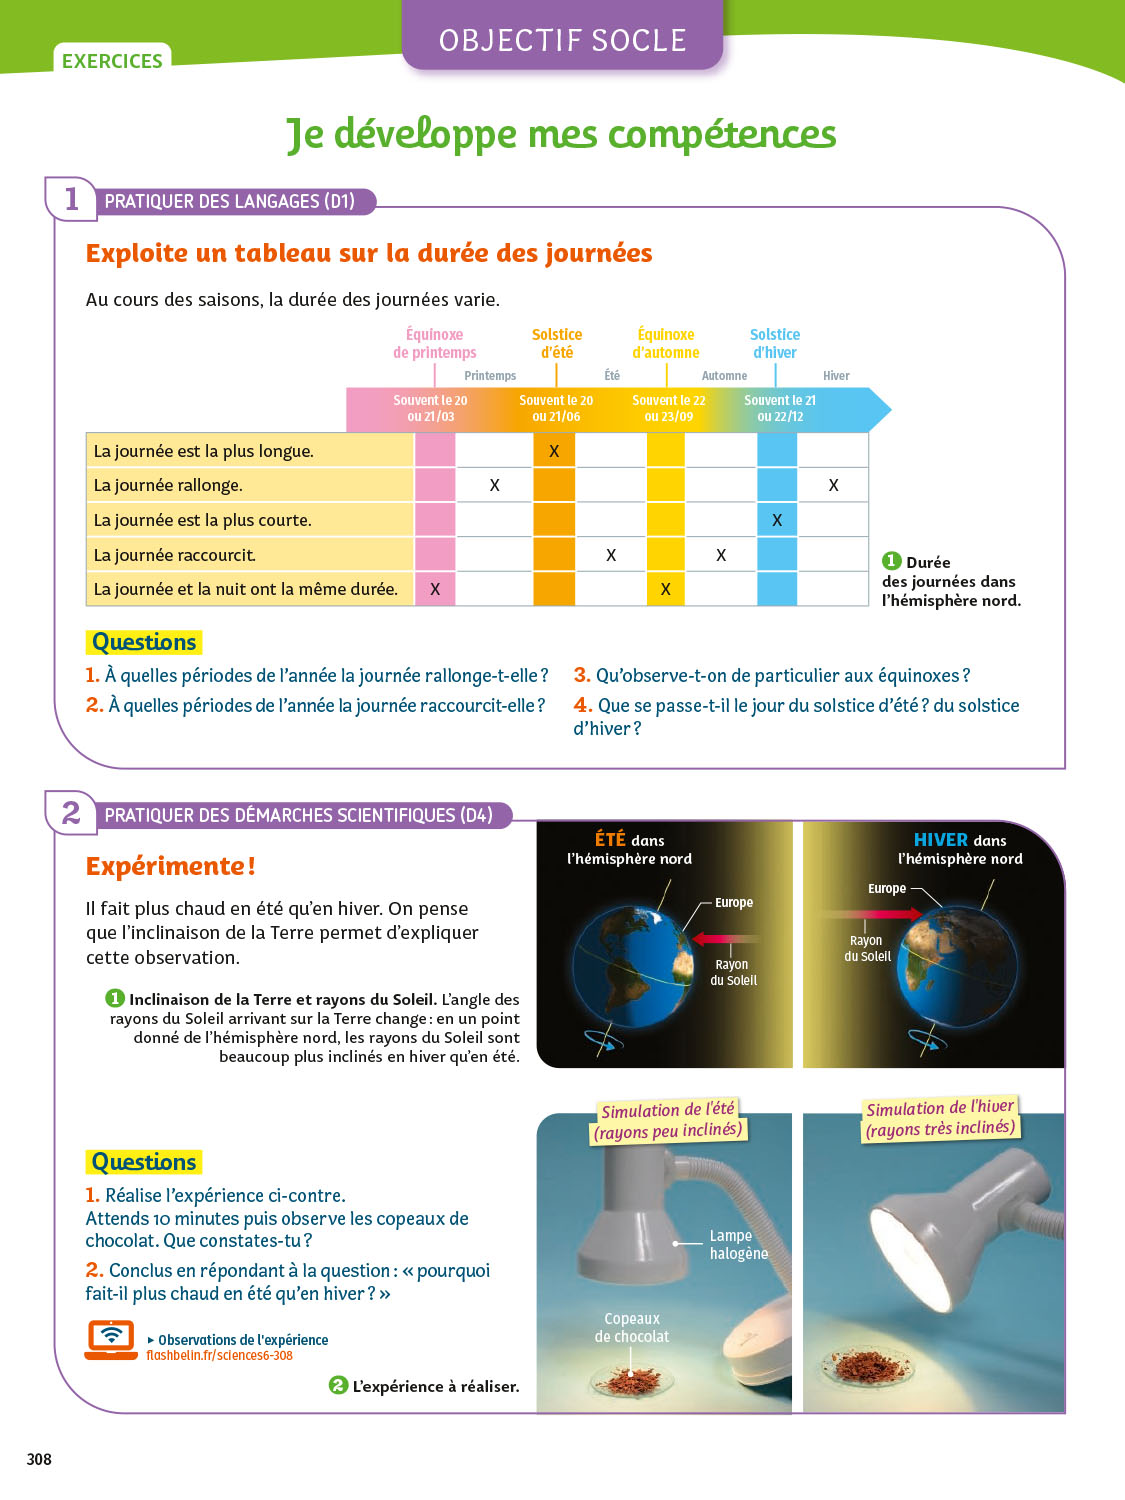 EXERCICES
OBJECTIF SOCLE
Je développe mes compétences
1 PRATIQUER DES LANGAGES (D1)
Exploite un tableau sur la durée des journées
Au cours des saisons, la durée des journées varie.
Équinoxe
de printemps
Solstice
d'été
Équinoxe
d'automne
Solstice
d'hiver
Printemps
Été
Automne
Hiver
Souvent le 20
ou 21/03
Souvent le 20
ou 21/06
Souvent le 22
ou 23/09
Souvent le 21
ou 22/12
La journée est la plus longue. X
La journée rallonge. X X
La journée est la plus courte. X
La journée raccourcit. X X
La journée et la nuit ont la même durée. X X
1 Durée
des journées dans
l'hémisphère nord.
Questions
1. À quelles périodes de l'année la journée rallonge-t-elle ?
2. À quelles périodes de l'année la journée raccourcit-elle ?
3. Qu'observe-t-on de particulier aux équinoxes ?
4. Que se passe-t-il le jour du solstice d'été ? du solstice
d'hiver ?
2 PRATIQUER DES DÉMARCHES SCIENTIFIQUES (D4)
Expérimente !
Il fait plus chaud en été qu'en hiver. On pense
que l'inclinaison de la Terre permet d'expliquer
cette observation.
1 Inclinaison de la Terre et rayons du Soleil. L'angle des
rayons du Soleil arrivant sur la Terre change : en un point
donné de l'hémisphère nord, les rayons du Soleil sont
beaucoup plus inclinés en hiver qu'en été.
ÉTÉ dans
l'hémisphère nord
Europe
Rayon
du Soleil
HIVER dans
l'hémisphère nord
Europe
Rayon
du Soleil
Questions
1. Réalise l'expérience ci-contre.
Attends 10 minutes puis observe les copeaux de
chocolat. Que constates-tu ?
2. Conclus en répondant à la question : « pourquoi
fait-il plus chaud en été qu'en hiver ? »
▸ Observations de l'expérience
flashbelin.fr/sciences6-308
2 L'expérience à réaliser.
Simulation de l'été
(rayons peu inclinés)
Lampe
halogène
Copeaux
de chocolat
Simulation de l'hiver
(rayons très inclinés)
308